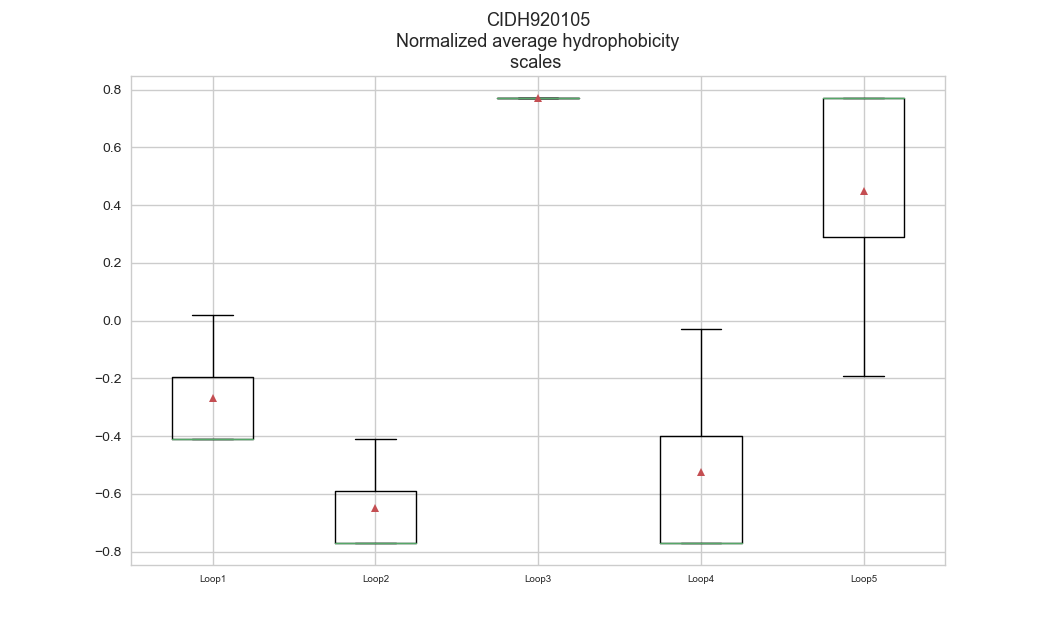 CIDH920105
Normalized average hydrophobicity
scales
0.8
0.6
0.4
0.2
0.0
−0.2
−0.4
−0.6
−0.8
Loop1 Loop2 Loop3 Loop4 Loop5